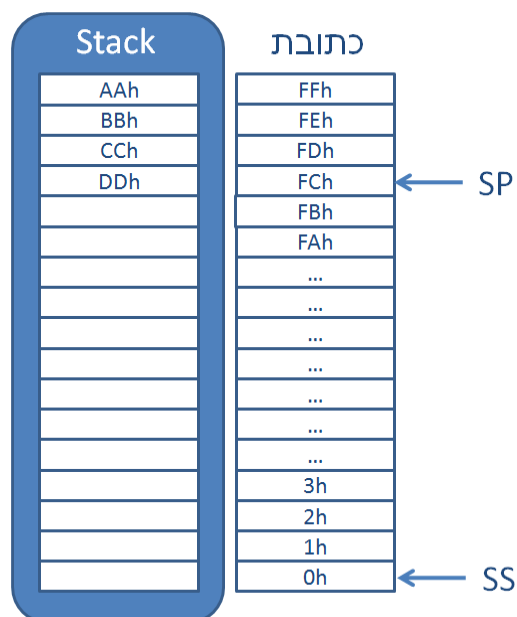 Stack כתובת
AAh FFh
BBh FEh
CCh FDh
DDh FCh SP
FBh
FAh
...
...
...
...
...
...
...
3h
2h
1h
0h SS